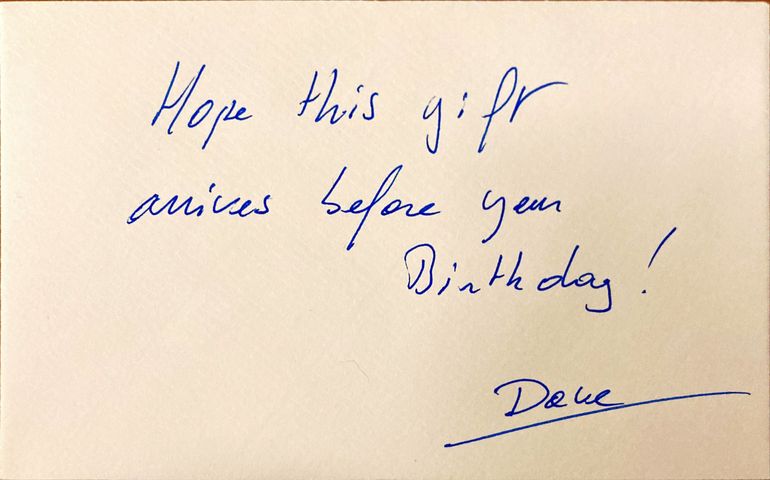 Hope this gift
arrives before your
Birthday!
Dave